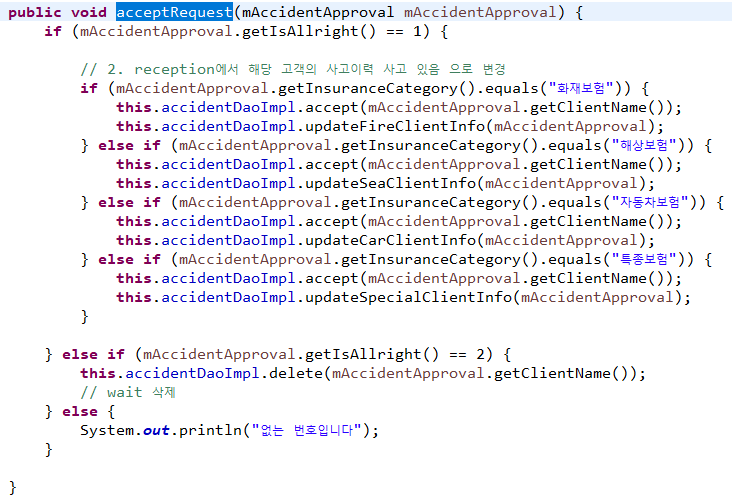 public void acceptRequest(mAccidentApproval mAccidentApproval) {
if (mAccidentApproval.getIsAllright() == 1) {
// 2. reception에서 해당 고객의 사고이력 사고 있음 으로 변경
if (mAccidentApproval.getInsuranceCategory().equals("화재보험")) {
this.accidentDaoImpl.accept(mAccidentApproval.getClientName());
this.accidentDaoImpl.updateFireClientInfo(mAccidentApproval);
} else if (mAccidentApproval.getInsuranceCategory().equals("해상보험")) {
this.accidentDaoImpl.accept(mAccidentApproval.getClientName());
this.accidentDaoImpl.updateSeaClientInfo(mAccidentApproval);
} else if (mAccidentApproval.getInsuranceCategory().equals("자동차보험")) {
this.accidentDaoImpl.accept(mAccidentApproval.getClientName());
this.accidentDaoImpl.updateCarClientInfo(mAccidentApproval);
} else if (mAccidentApproval.getInsuranceCategory().equals("특종보험")) {
this.accidentDaoImpl.accept(mAccidentApproval.getClientName());
this.accidentDaoImpl.updateSpecialClientInfo(mAccidentApproval);
}
} else if (mAccidentApproval.getIsAllright() == 2) {
this.accidentDaoImpl.delete(mAccidentApproval.getClientName());
// wait 삭제
} else {
System.out.println("없는 번호입니다");
}
}